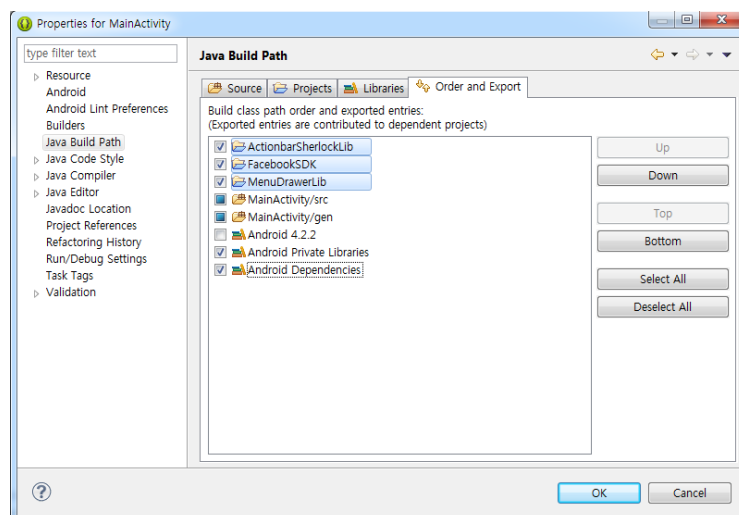 Properties for MainActivity
type filter text
Resource
Android
Android Lint Preferences
Builders
Java Build Path
Java Code Style
Java Compiler
Java Editor
Javadoc Location
Project References
Refactoring History
Run/Debug Settings
Task Tags
Validation
Java Build Path
Source Projects Libraries Order and Export
Build class path order and exported entries:
(Exported entries are contributed to dependent projects)
ActionbarSherlockLib
FacebookSDK
MenuDrawerLib
MainActivity/src
MainActivity/gen
Android 4.2.2
Android Private Libraries
Android Dependencies
Up
Down
Top
Bottom
Select All
Deselect All
?
OK Cancel